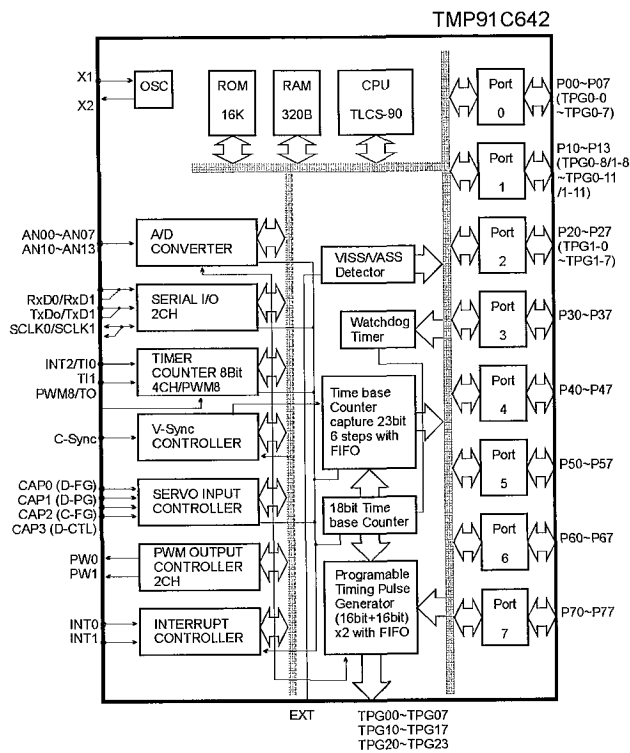 TMP91C642
X1
X2
OSC
ROM
16K
RAM
320B
CPU
TLCS-90
Port
0
P00~P07
(TPG0-0
~TPG0-7)
Port
1
P10~P13
(TPG0-8/1-8
~TPG0-11
/1-11)
AN00~AN07
AN10~AN13
A/D
CONVERTER
VISS/VASS
Detector
Port
2
P20~P27
(TPG1-0
~TPG1-7)
RxD0/RxD1
TxDo/TxD1
SCLK0/SCLK1
SERIAL I/O
2CH
Watchdog
Timer
Port
3
P30~P37
INT2/TI0
TI1
PWM8/TO
TIMER
COUNTER 8Bit
4CH/PWM8
Time base
Counter
capture 23bit
6 steps with
FIFO
Port
4
P40~P47
C-Sync
V-Sync
CONTROLLER
Port
5
P50~P57
CAP0 (D-FG)
CAP1 (D-PG)
CAP2 (C-FG)
CAP3 (D-CTL)
SERVO INPUT
CONTROLLER
18bit Time
base Counter
Port
6
P60~P67
PW0
PW1
PWM OUTPUT
CONTROLLER
2CH
Programable
Timing Pulse
Generator
(16bit+16bit)
x2 with FIFO
Port
7
P70~P77
INT0
INT1
INTERRUPT
CONTROLLER
EXT
TPG00~TPG07
TPG10~TPG17
TPG20~TPG23